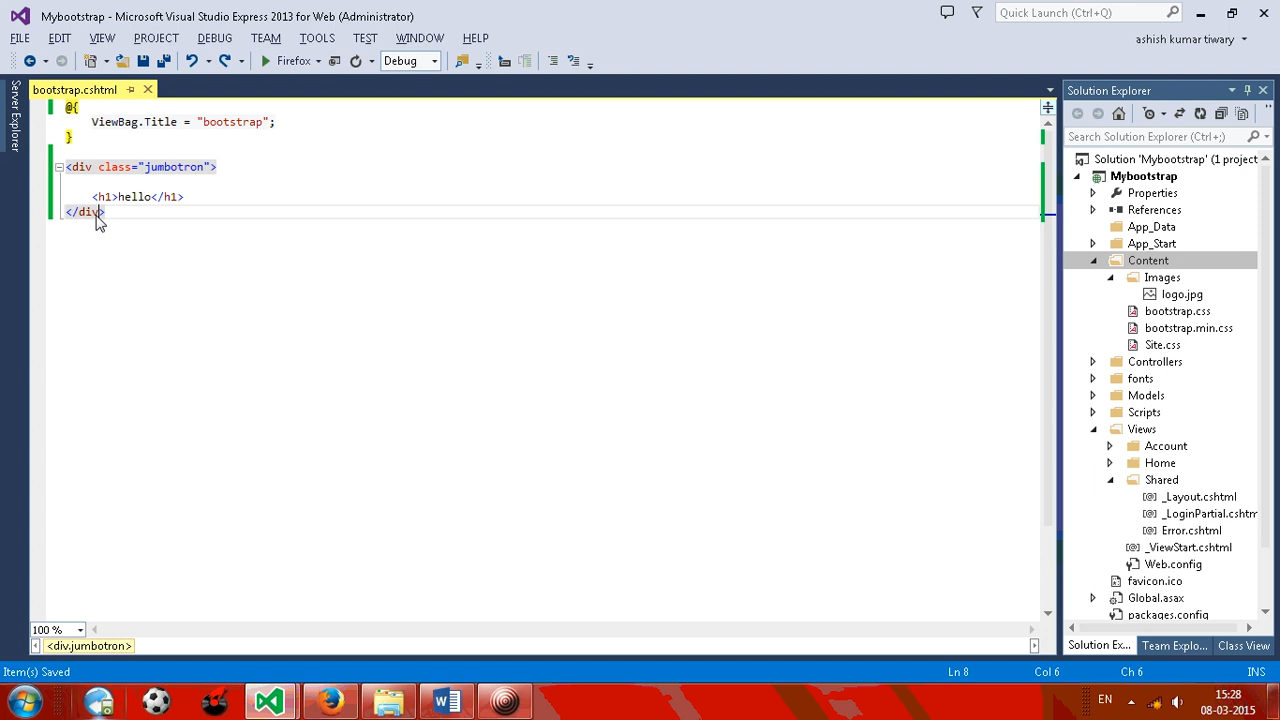 Mybootstrap - Microsoft Visual Studio Express 2013 for Web (Administrator)
Quick Launch (Ctrl+Q)
FILE EDIT VIEW PROJECT DEBUG TEAM TOOLS TEST WINDOW HELP
ashish kumar tiwary
Firefox
Debug
Server Explorer
bootstrap.cshtml
@{
ViewBag.Title = "bootstrap";
}
<div class="jumbotron">
<h1>hello</h1>
</div>
100 %
<div.jumbotron>
Solution Explorer
Search Solution Explorer (Ctrl+;)
Solution 'Mybootstrap' (1 project
Mybootstrap
Properties
References
App_Data
App_Start
Content
Images
logo.jpg
bootstrap.css
bootstrap.min.css
Site.css
Controllers
fonts
Models
Scripts
Views
Account
Home
Shared
_Layout.cshtml
_LoginPartial.cshtm
Error.cshtml
_ViewStart.cshtml
Web.config
favicon.ico
Global.asax
packages.config
Solution Ex... Team Explo... Class View
Item(s) Saved
Ln 8 Col 6 Ch 6 INS
EN
15:28
08-03-2015